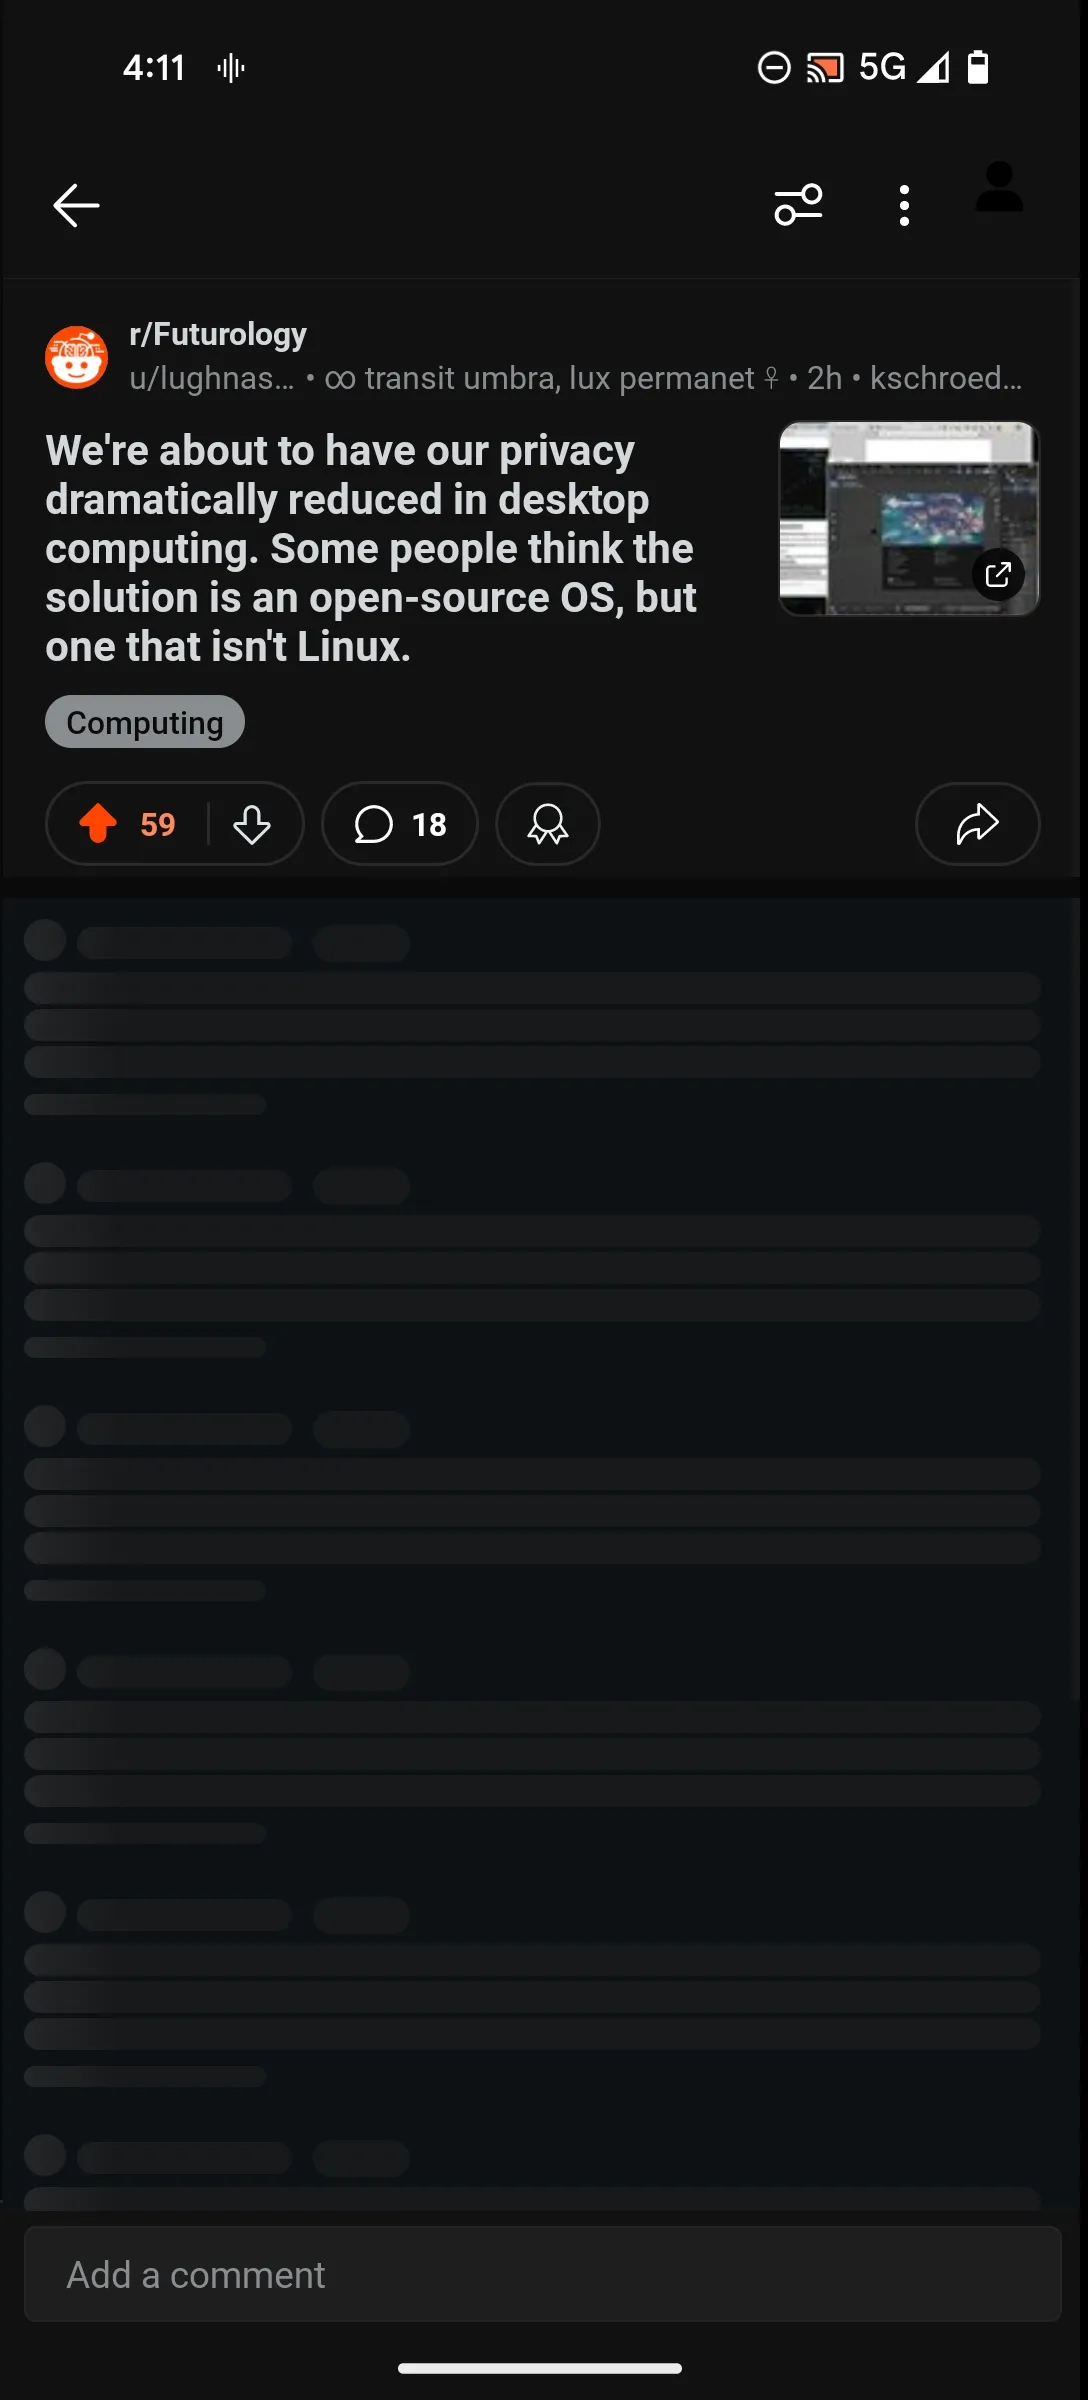 4:11
5G
r/Futurology
u/lughnas... • ∞ transit umbra, lux permanet ♀ • 2h • kschroed...
We're about to have our privacy
dramatically reduced in desktop
computing. Some people think the
solution is an open-source OS, but
one that isn't Linux.
Computing
59
18
Add a comment